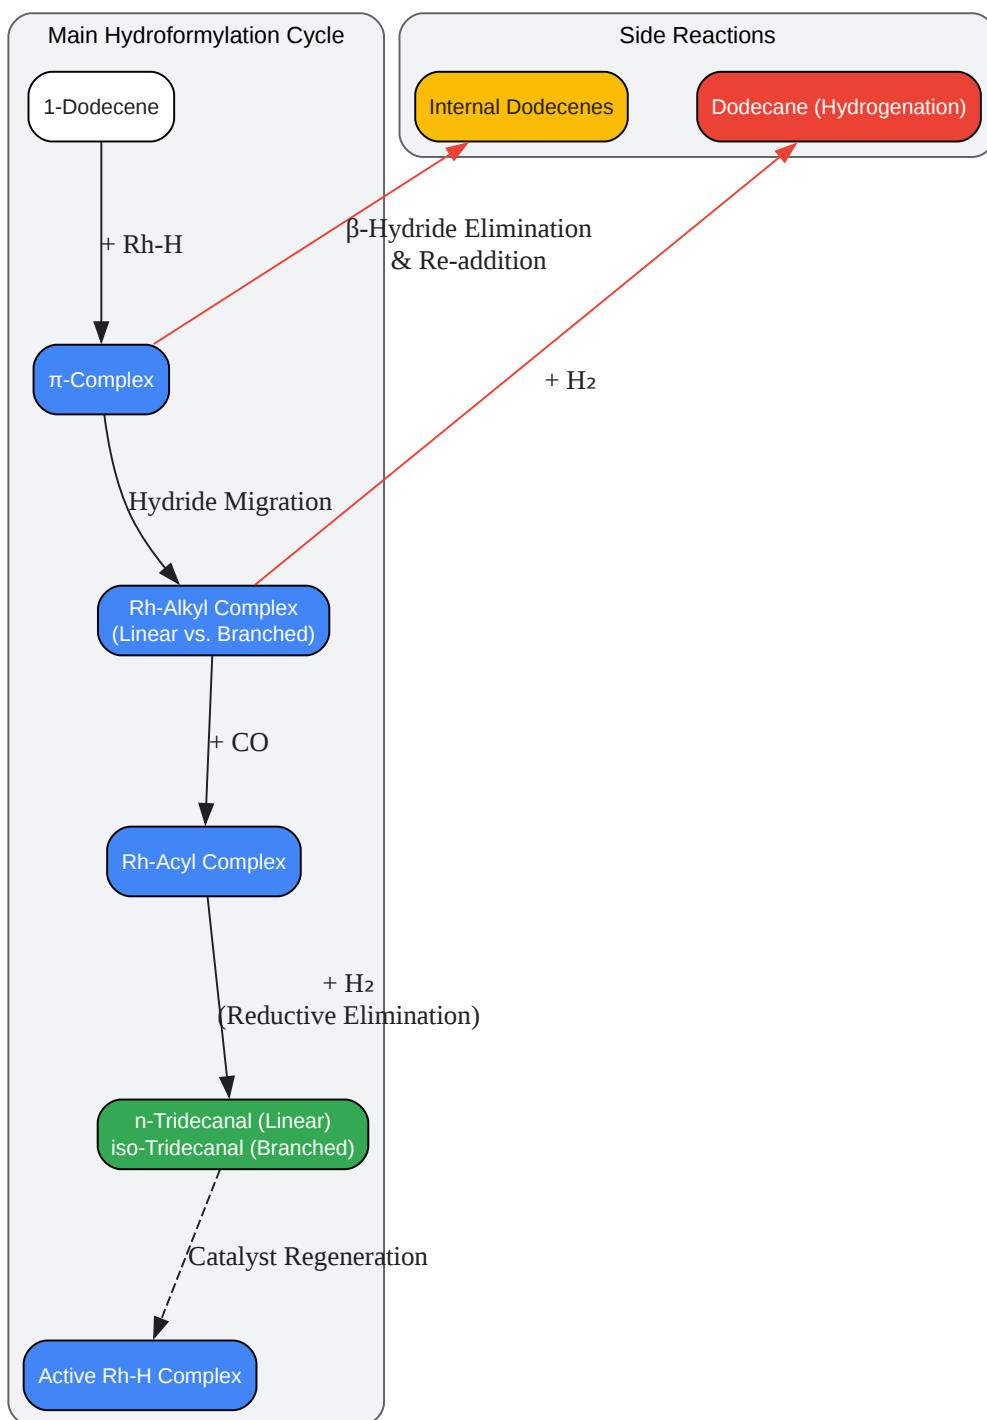 Main Hydroformylation Cycle
Side Reactions
1-Dodecene
Internal Dodecenes
Dodecane (Hydrogenation)
+ Rh-H
β-Hydride Elimination
& Re-addition
π-Complex
+ H₂
Hydride Migration
Rh-Alkyl Complex
(Linear vs. Branched)
+ CO
Rh-Acyl Complex
+ H₂
(Reductive Elimination)
n-Tridecanal (Linear)
iso-Tridecanal (Branched)
Catalyst Regeneration
Active Rh-H Complex